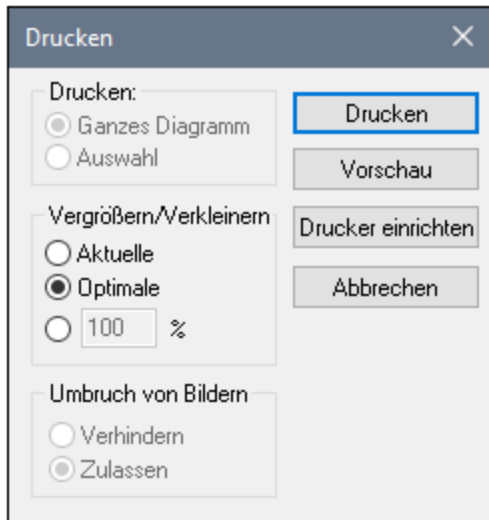 Drucken
Drucken:
Ganzes Diagramm
Auswahl
Vergrößern/Verkleinern
Aktuelle
Optimale
100 %
Umbruch von Bildern
Verhindern
Zulassen
Drucken
Vorschau
Drucker einrichten
Abbrechen